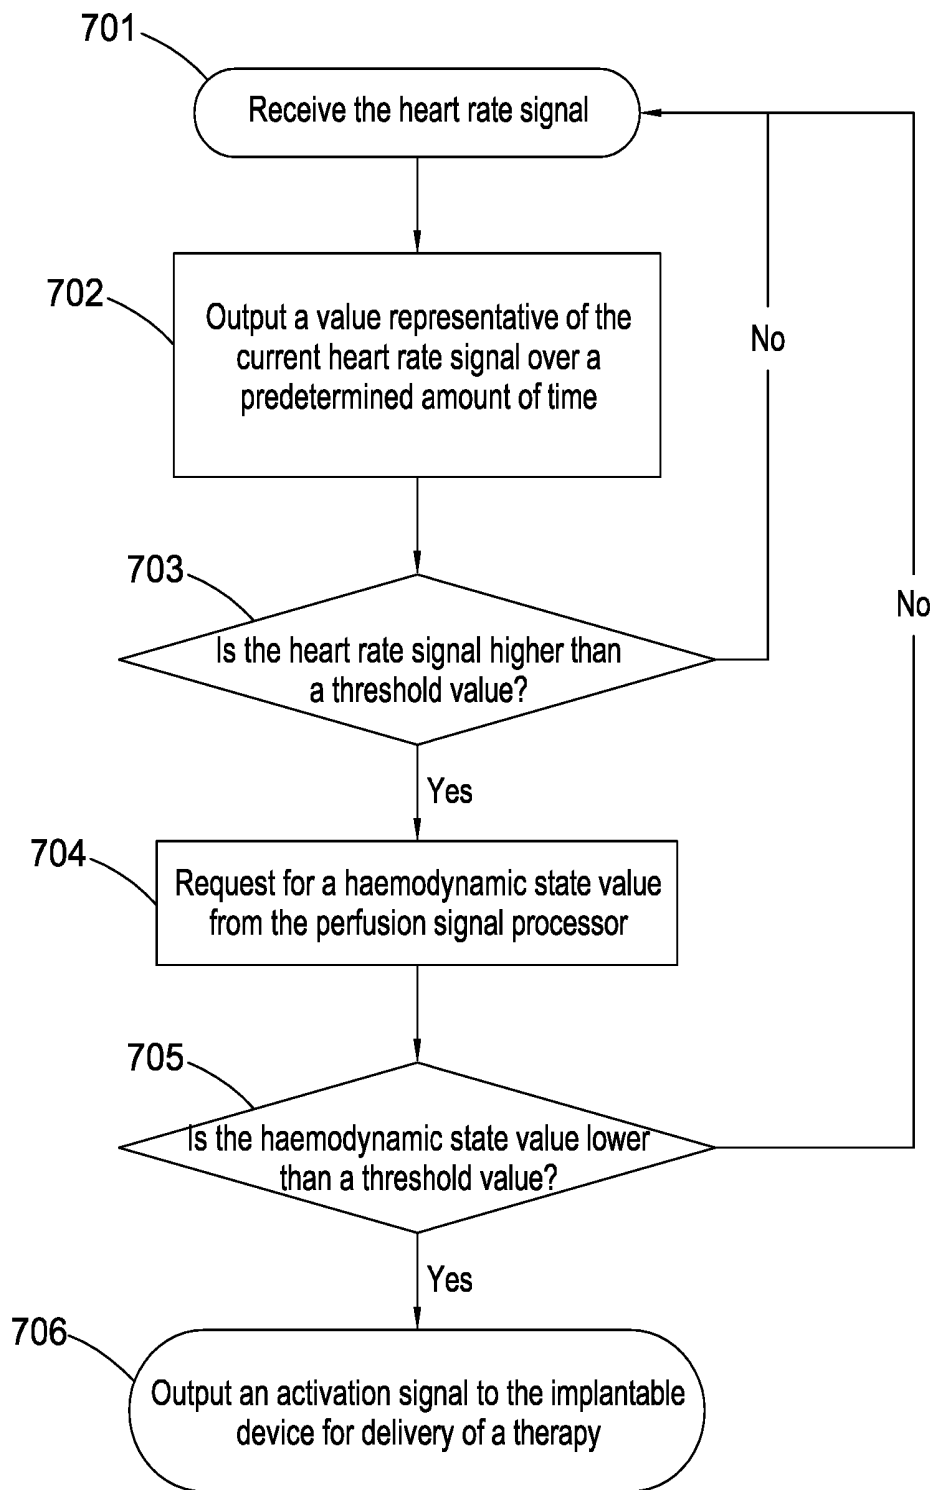 701
Receive the heart rate signal
702
Output a value representative of the
current heart rate signal over a
predetermined amount of time
No
703
Is the heart rate signal higher than
a threshold value?
No
Yes
704
Request for a haemodynamic state value
from the perfusion signal processor
705
Is the haemodynamic state value lower
than a threshold value?
Yes
706
Output an activation signal to the implantable
device for delivery of a therapy